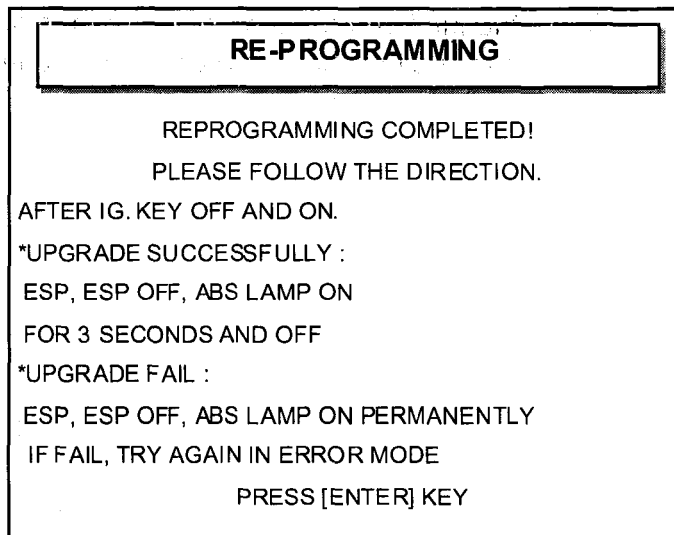 RE-PROGRAMMING
REPROGRAMMING COMPLETED!
PLEASE FOLLOW THE DIRECTION.
AFTER IG. KEY OFF AND ON.
*UPGRADE SUCCESSFULLY :
ESP, ESP OFF, ABS LAMP ON
FOR 3 SECONDS AND OFF
*UPGRADE FAIL :
ESP, ESP OFF, ABS LAMP ON PERMANENTLY
IF FAIL, TRY AGAIN IN ERROR MODE
PRESS [ENTER] KEY